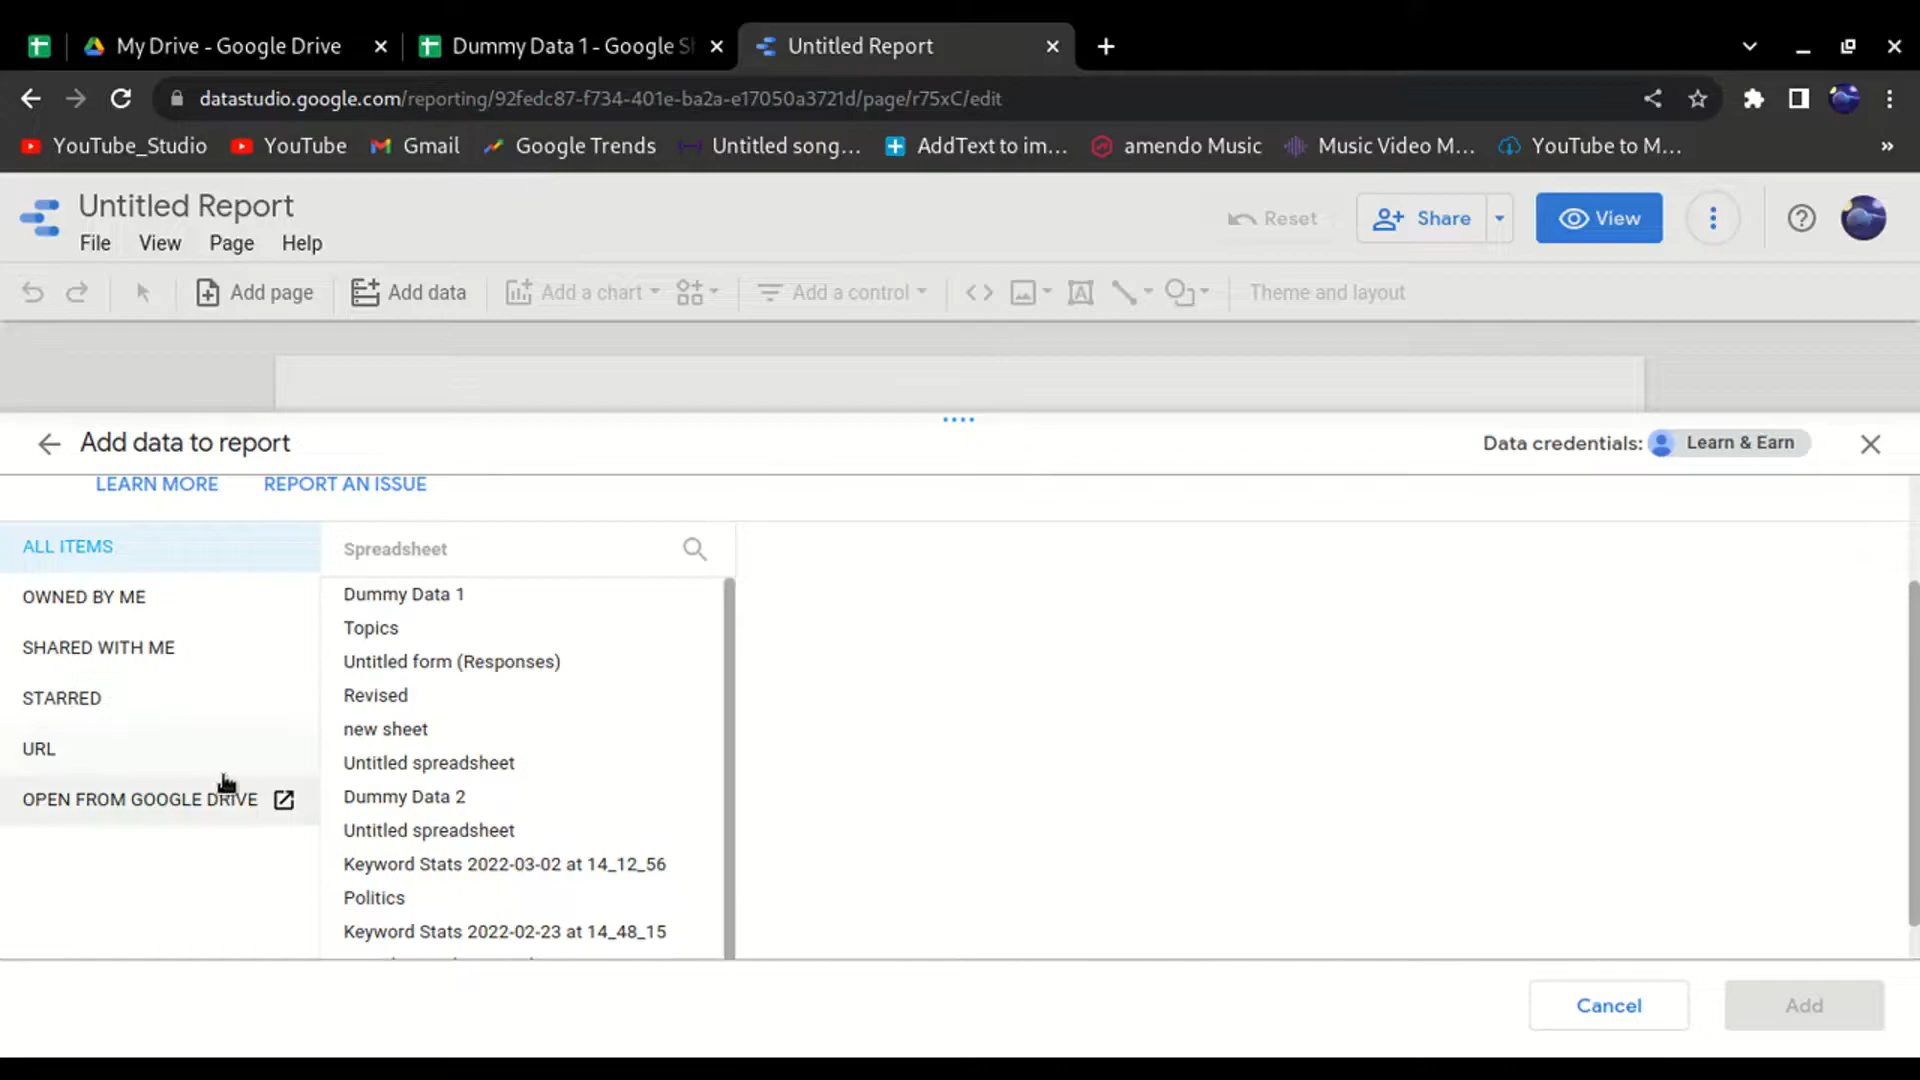 My Drive - Google Drive
Dummy Data 1 - Google S
Untitled Report
datastudio.google.com/reporting/92fedc87-f734-401e-ba2a-e17050a3721d/page/r75xC/edit
YouTube_Studio
YouTube
Gmail
Google Trends
Untitled song...
AddText to im...
amendo Music
Music Video M...
YouTube to M...
»
Untitled Report
File
View
Page
Help
Reset
Share
View
Add page
Add data
Add a chart
Add a control
Theme and layout
Add data to report
Data credentials:
Learn & Earn
LEARN MORE
REPORT AN ISSUE
ALL ITEMS
OWNED BY ME
SHARED WITH ME
STARRED
URL
OPEN FROM GOOGLE DRIVE
Spreadsheet
Dummy Data 1
Topics
Untitled form (Responses)
Revised
new sheet
Untitled spreadsheet
Dummy Data 2
Untitled spreadsheet
Keyword Stats 2022-03-02 at 14_12_56
Politics
Keyword Stats 2022-02-23 at 14_48_15
Cancel
Add